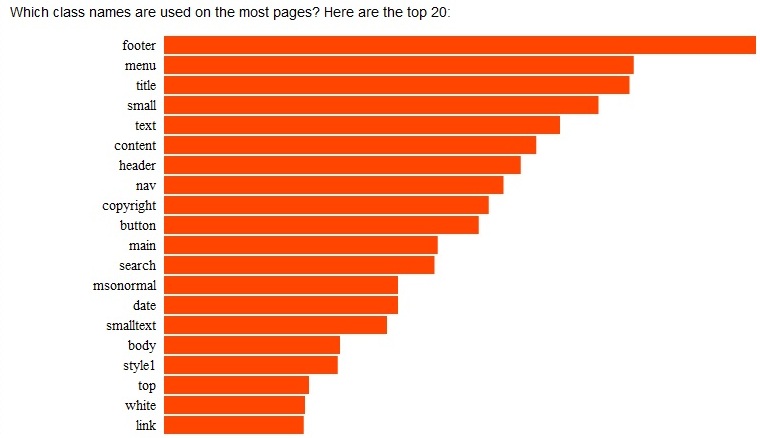 Which class names are used on the most pages? Here are the top 20:
footer
menu
title
small
text
content
header
nav
copyright
button
main
search
msonormal
date
smalltext
body
style1
top
white
link